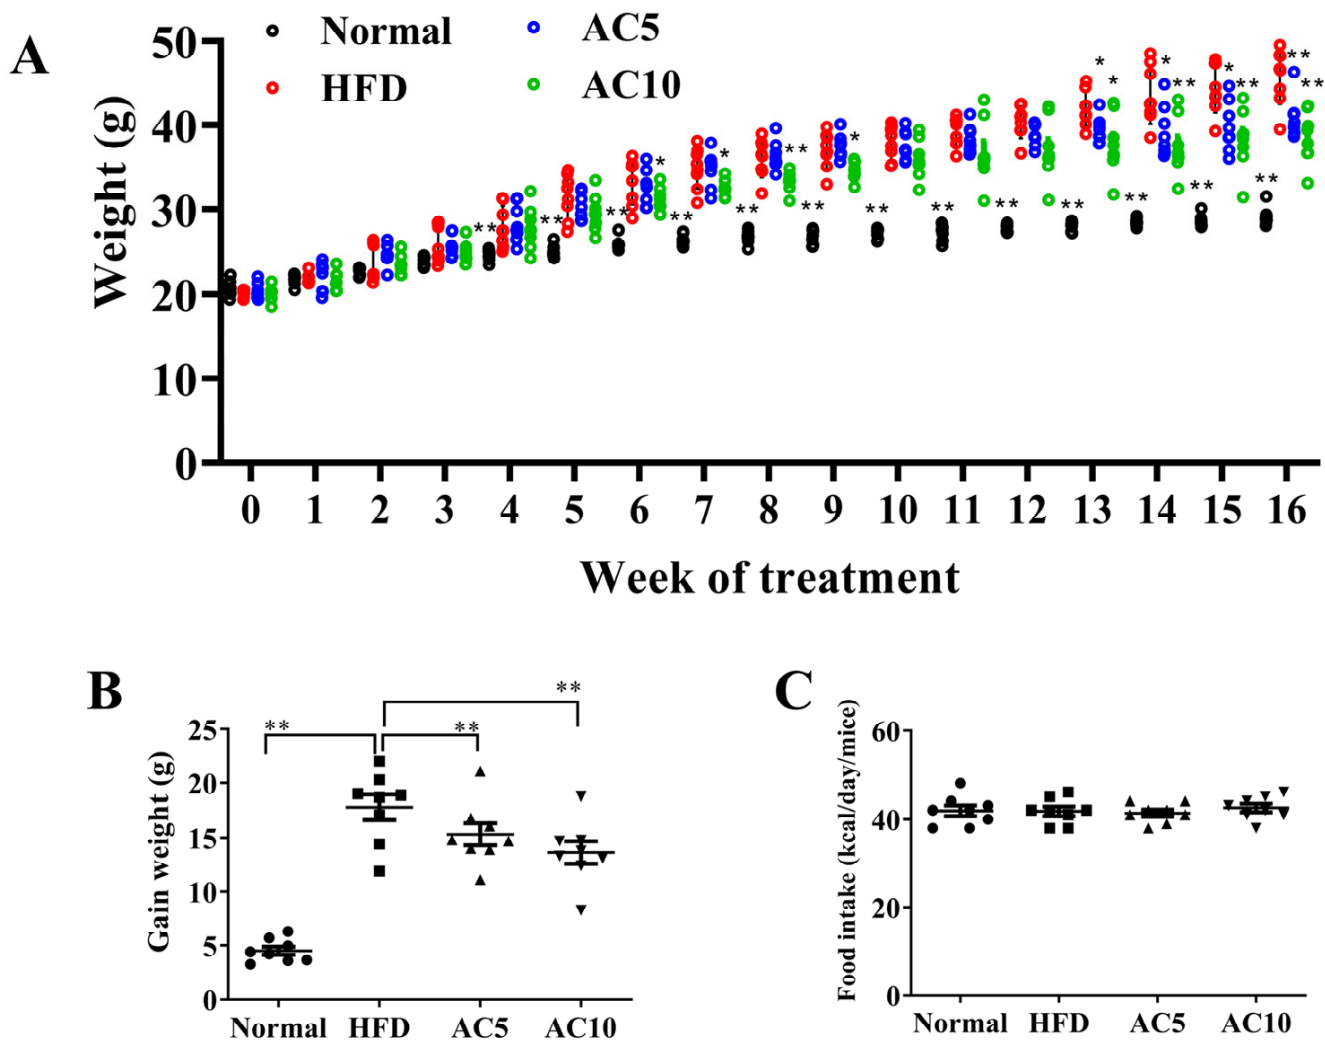 A
Normal
AC5
HFD
AC10
Weight (g)
50
40
30
20
10
0
** ** ** ** ** ** ** ** ** ** ** ** **
* * ** *
* * * *
* ** ** ** **
0 1 2 3 4 5 6 7 8 9 10 11 12 13 14 15 16
Week of treatment
B
Gain weight (g)
25
20
15
10
5
0
** ** **
Normal HFD AC5 AC10
C
Food intake (kcal/day/mice)
60
40
20
0
Normal HFD AC5 AC10